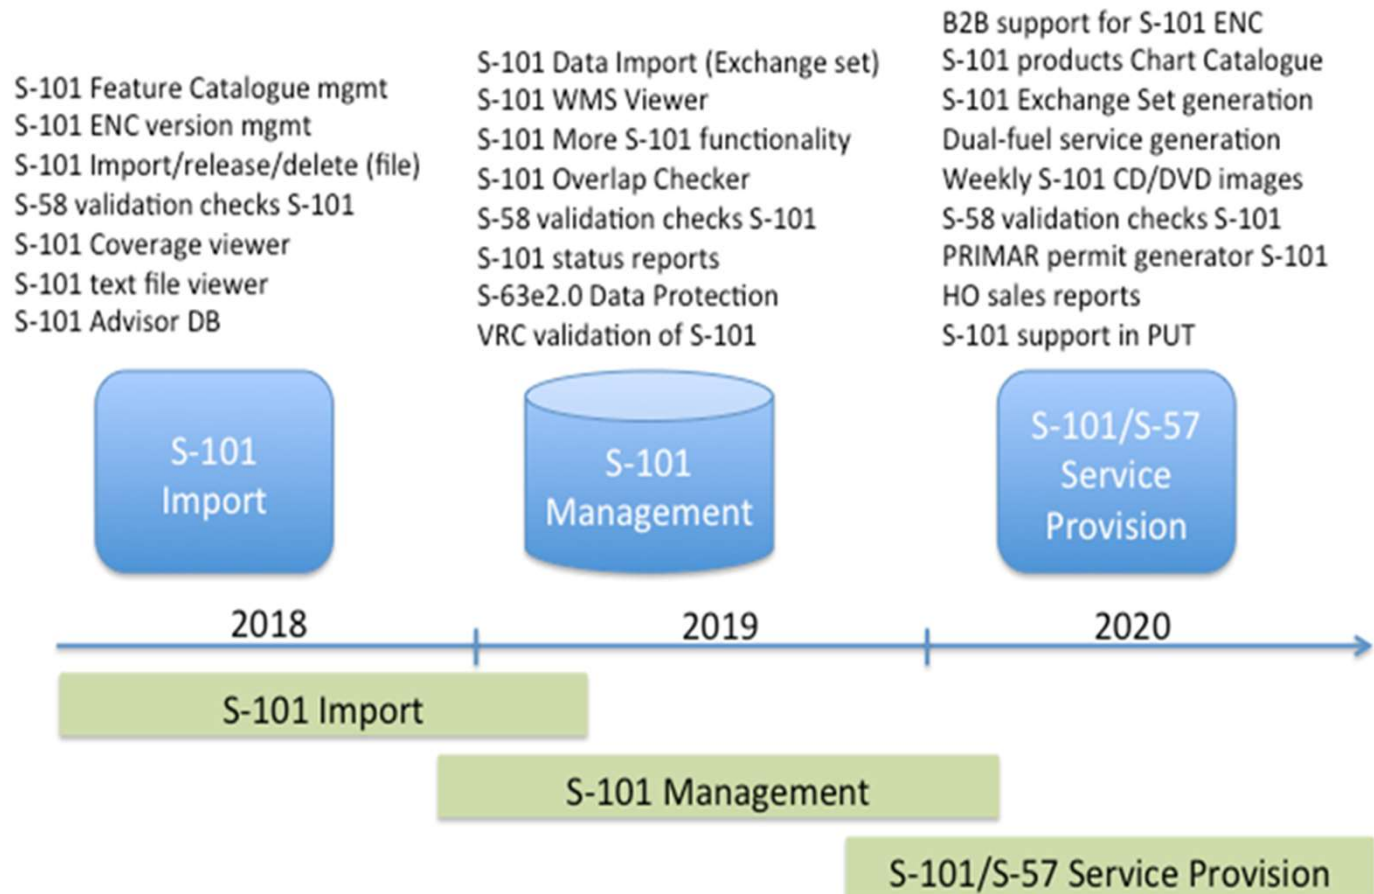 S-101 Feature Catalogue mgmt
S-101 ENC version mgmt
S-101 Import/release/delete (file)
S-58 validation checks S-101
S-101 Coverage viewer
S-101 text file viewer
S-101 Advisor DB
S-101 Data Import (Exchange set)
S-101 WMS Viewer
S-101 More S-101 functionality
S-101 Overlap Checker
S-58 validation checks S-101
S-101 status reports
S-63e2.0 Data Protection
VRC validation of S-101
B2B support for S-101 ENC
S-101 products Chart Catalogue
S-101 Exchange Set generation
Dual-fuel service generation
Weekly S-101 CD/DVD images
S-58 validation checks S-101
PRIMAR permit generator S-101
HO sales reports
S-101 support in PUT
S-101
Import
S-101
Management
S-101/S-57
Service
Provision
2018
2019
2020
S-101 Import
S-101 Management
S-101/S-57 Service Provision